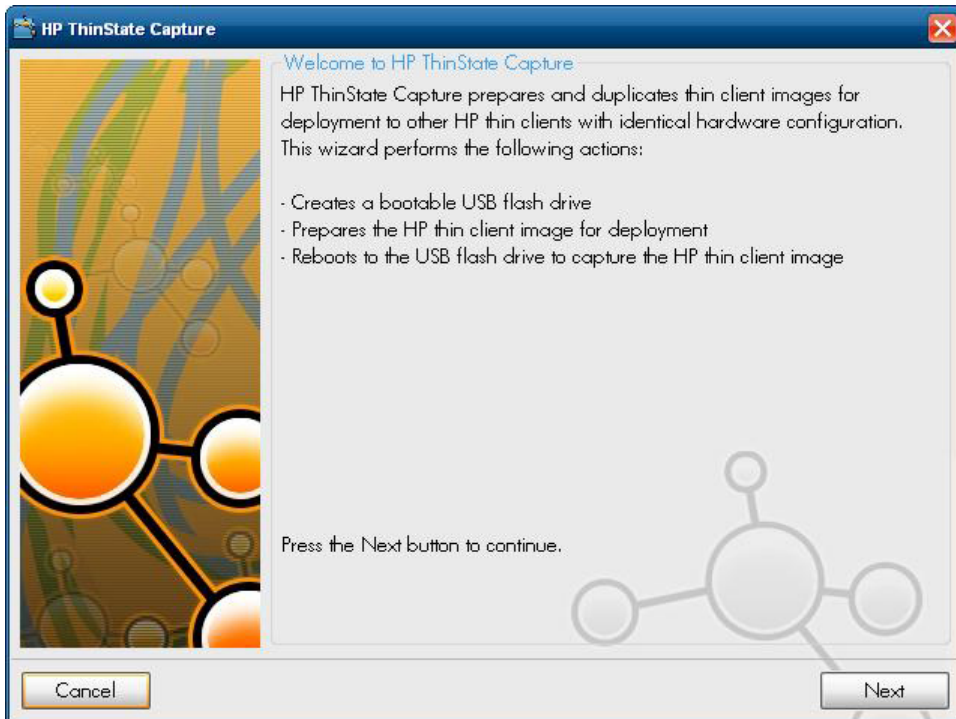 HP ThinState Capture
Welcome to HP ThinState Capture
HP ThinState Capture prepares and duplicates thin client images for
deployment to other HP thin clients with identical hardware configuration.
This wizard performs the following actions:
- Creates a bootable USB flash drive
- Prepares the HP thin client image for deployment
- Reboots to the USB flash drive to capture the HP thin client image
Press the Next button to continue.
Cancel
Next